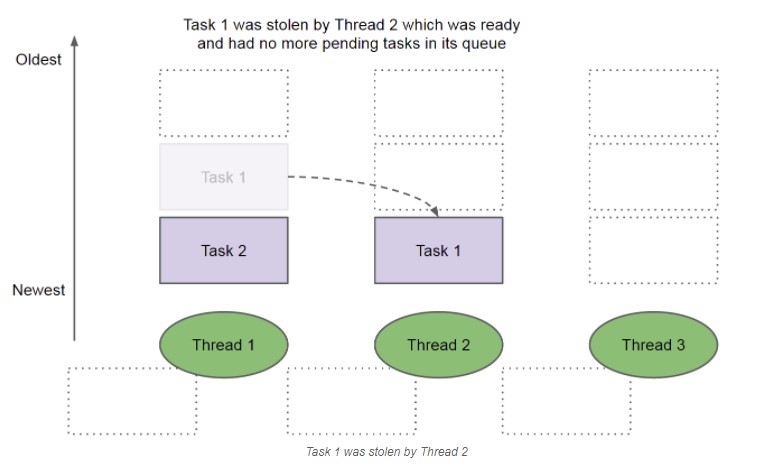 Task 1 was stolen by Thread 2 which was ready
and had no more pending tasks in its queue
Oldest
Task 1
Task 2
Task 1
Newest
Thread 1
Thread 2
Thread 3
Task 1 was stolen by Thread 2